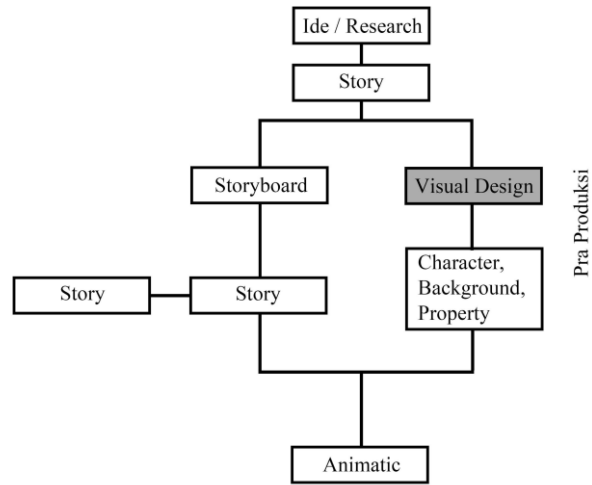 Ide / Research
Story
Storyboard
Visual Design
Character,
Background,
Property
Story
Story
Animatic
Pra Produksi